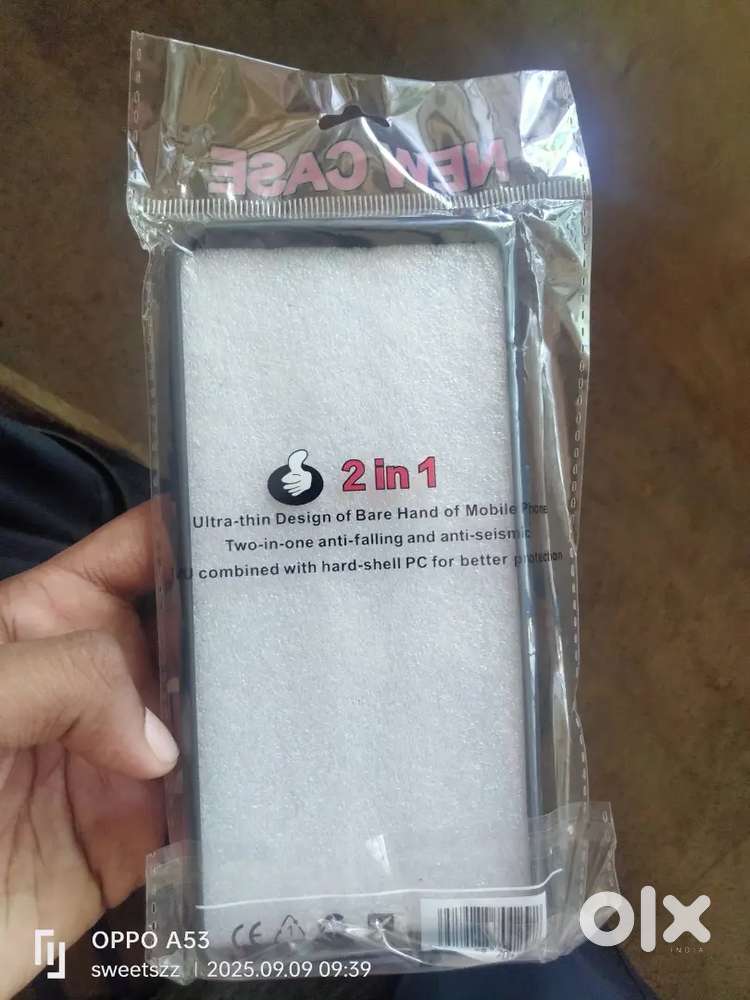 NEW CASE
2 in 1
Ultra-thin Design of Bare Hand of Mobile Phone
Two-in-one anti-falling and anti-seismic
combined with hard-shell PC for better protection
CE
olx
INDIA
OPPO A53
sweetszz | 2025.09.09 09:39